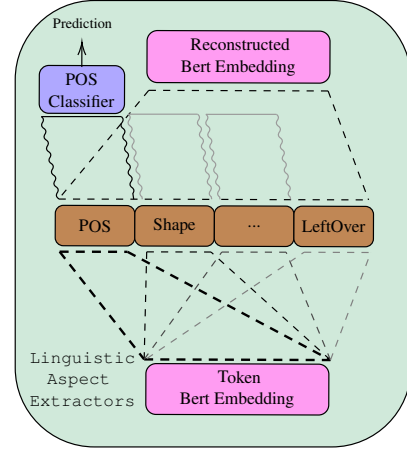 Prediction
POS
Classifier
Reconstructed
Bert Embedding
POS
Shape
...
LeftOver
Linguistic
Aspect
Extractors
Token
Bert Embedding